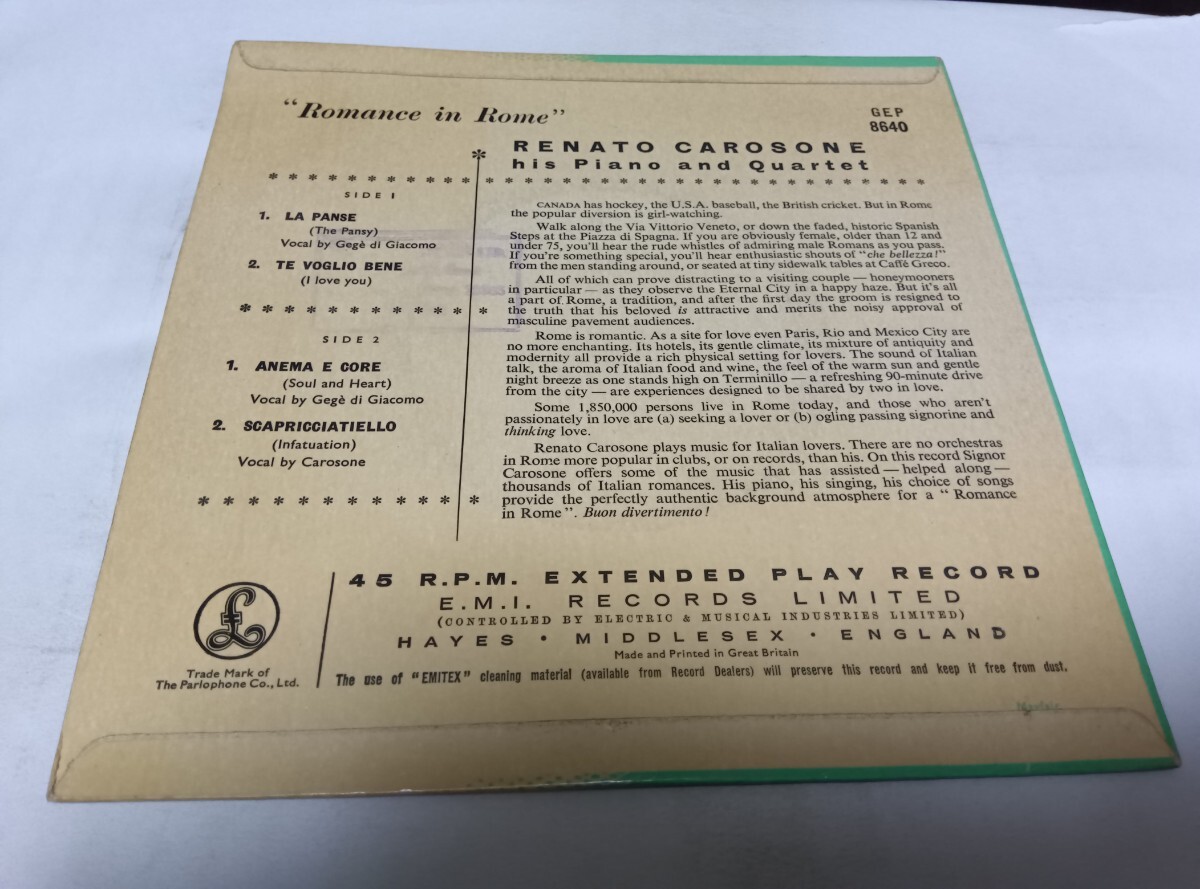 "Romance in Rome"
GEP
8640
RENATO CAROSONE
his Piano and Quartet
SIDE 1
1. LA PANSE
(The Pansy)
Vocal by Gegè di Giacomo
2. TE VOGLIO BENE
(I love you)
SIDE 2
1. ANEMA E CORE
(Soul and Heart)
Vocal by Gegè di Giacomo
2. SCAPRICCIATIELLO
(Infatuation)
Vocal by Carosone
CANADA has hockey, the U.S.A. baseball, the British cricket. But in Rome
the popular diversion is girl-watching.
Walk along the Via Vittorio Veneto, or down the faded, historic Spanish
Steps at the Piazza di Spagna. If you are obviously female, older than 12 and
under 75, you'll hear the rude whistles of admiring male Romans as you pass.
If you're something special, you'll hear enthusiastic shouts of "che bellezza!"
from the men standing around, or seated at tiny sidewalk tables at Caffè Greco.
All of which can prove distracting to a visiting couple — honeymooners
in particular — as they observe the Eternal City in a happy haze. But it's all
a part of Rome, a tradition, and after the first day the groom is resigned to
the truth that his beloved is attractive and merits the noisy approval of
masculine pavement audiences.
Rome is romantic. As a site for love even Paris, Rio and Mexico City are
no more enchanting. Its hotels, its gentle climate, its mixture of antiquity and
modernity all provide a rich physical setting for lovers. The sound of Italian
talk, the aroma of Italian food and wine, the feel of the warm sun and gentle
night breeze as one stands high on Terminillo — a refreshing 90-minute drive
from the city — are experiences designed to be shared by two in love.
Some 1,850,000 persons live in Rome today, and those who aren't
passionately in love are (a) seeking a lover or (b) ogling passing signorine and
thinking love.
Renato Carosone plays music for Italian lovers. There are no orchestras
in Rome more popular in clubs, or on records, than his. On this record Signor
Carosone offers some of the music that has assisted — helped along —
thousands of Italian romances. His piano, his singing, his choice of songs
provide the perfectly authentic background atmosphere for a "Romance
in Rome". Buon divertimento!
£
Trade Mark of
The Parlophone Co., Ltd.
45 R.P.M. EXTENDED PLAY RECORD
E.M.I. RECORDS LIMITED
(CONTROLLED BY ELECTRIC & MUSICAL INDUSTRIES LIMITED)
HAYES · MIDDLESEX · ENGLAND
Made and Printed in Great Britain
The use of "EMITEX" cleaning material (available from Record Dealers) will preserve this record and keep it free from dust.